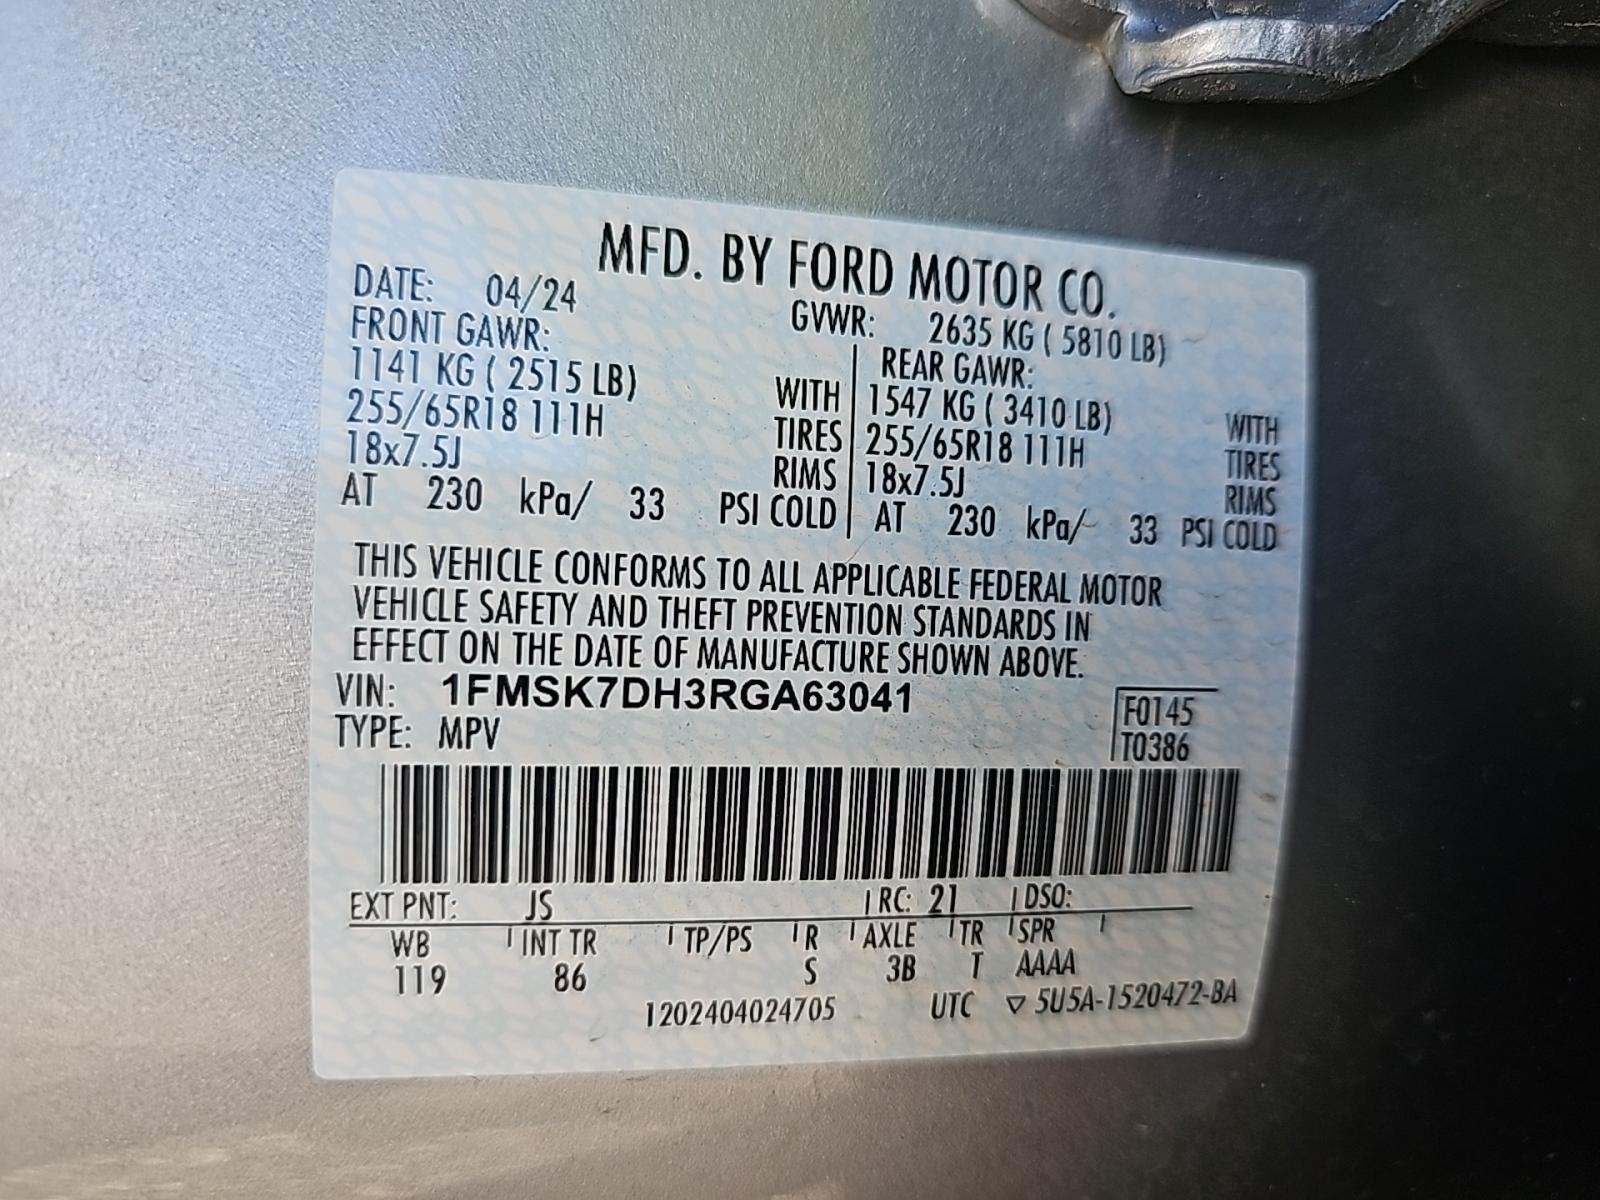 MFD. BY FORD MOTOR CO.
DATE: 04/24 GVWR: 2635 KG ( 5810 LB)
FRONT GAWR: REAR GAWR:
1141 KG ( 2515 LB) WITH 1547 KG ( 3410 LB) WITH
255/65R18 111H TIRES 255/65R18 111H TIRES
18x7.5J RIMS 18x7.5J RIMS
AT 230 kPa/ 33 PSI COLD AT 230 kPa/ 33 PSI COLD
THIS VEHICLE CONFORMS TO ALL APPLICABLE FEDERAL MOTOR
VEHICLE SAFETY AND THEFT PREVENTION STANDARDS IN
EFFECT ON THE DATE OF MANUFACTURE SHOWN ABOVE.
VIN: 1FMSK7DH3RGA63041 F0145
TYPE: MPV T0386
EXT PNT: JS RC: 21 DSO:
WB INT TR TP/PS R AXLE TR SPR
119 86 S 3B T AAAA
1202404024705 UTC ▽ 5U5A-1520472-BA